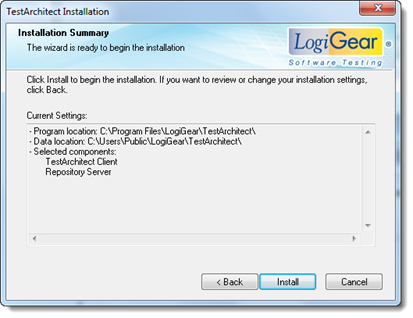 TestArchitect Installation
Installation Summary
The wizard is ready to begin the installation
LogiGear®
Software Testing
Click Install to begin the installation. If you want to review or change your installation settings,
click Back.
Current Settings:
- Program location: C:\Program Files\LogiGear\TestArchitect\
- Data location: C:\Users\Public\LogiGear\TestArchitect\
- Selected components:
TestArchitect Client
Repository Server
< Back
Install
Cancel